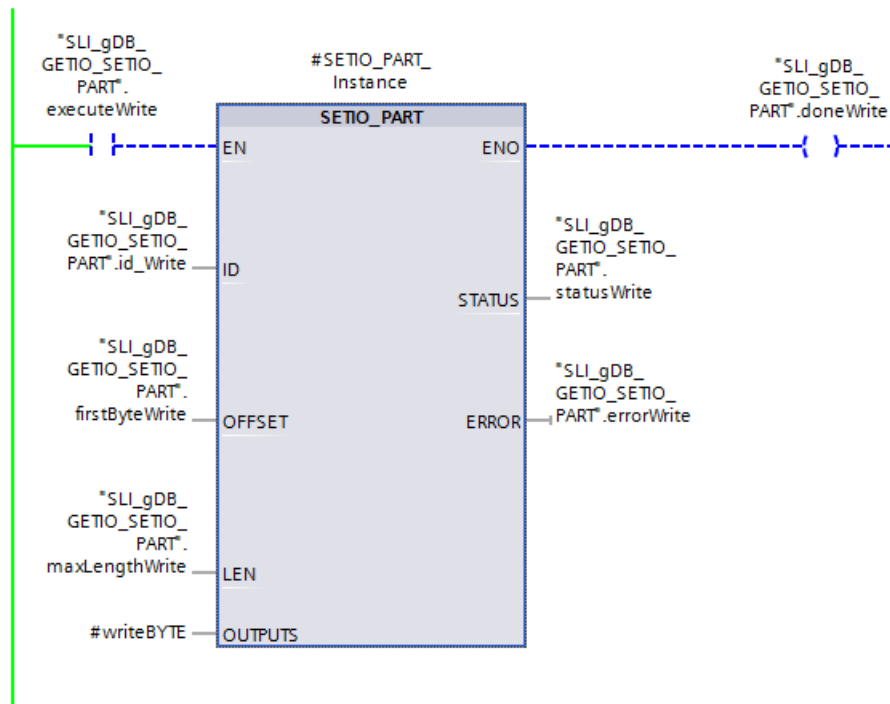 "SLI_gDB_
GETIO_SETIO_
PART".
executeWrite
#SETIO_PART_
Instance
"SLI_gDB_
GETIO_SETIO_
PART".doneWrite
SETIO_PART
EN
ENO
"SLI_gDB_
GETIO_SETIO_
PART".id_Write
ID
"SLI_gDB_
GETIO_SETIO_
PART".
statusWrite
STATUS
"SLI_gDB_
GETIO_SETIO_
PART".
firstByteWrite
OFFSET
"SLI_gDB_
GETIO_SETIO_
PART".errorWrite
ERROR
"SLI_gDB_
GETIO_SETIO_
PART".
maxLengthWrite
LEN
#writeBYTE
OUTPUTS